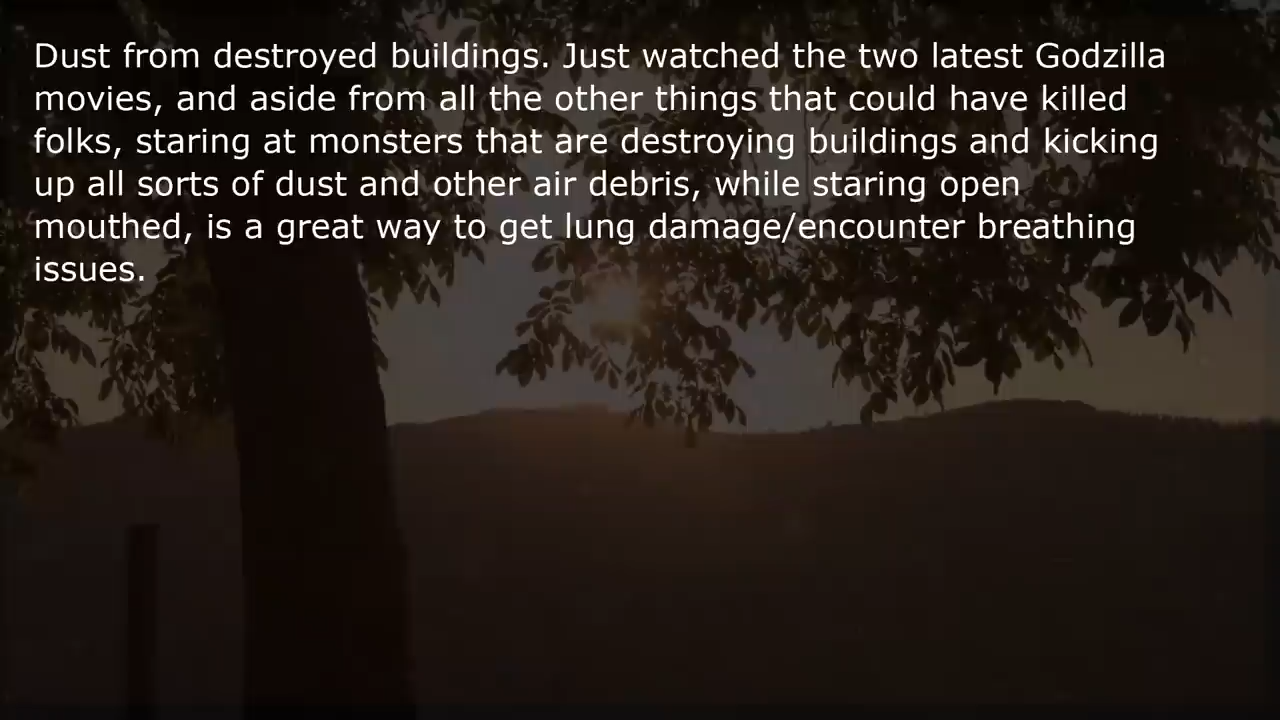 Dust from destroyed buildings. Just watched the two latest Godzilla
movies, and aside from all the other things that could have killed
folks, staring at monsters that are destroying buildings and kicking
up all sorts of dust and other air debris, while staring open
mouthed, is a great way to get lung damage/encounter breathing
issues.